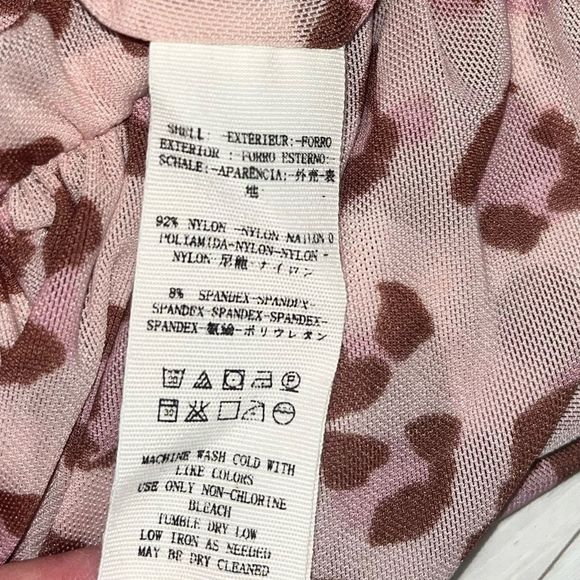 SHELL: -EXTÉRIEUR:-FORRO
EXTERIOR : FORRO ESTERNO:
SCHALE:-APARÊNCIA:-外壳-表
地
92% NYLON -NYLON NAILON O
POLIAMIDA-NYLON-NYLON -
NYLON 尼龍-ナイロン
8% SPANDEX-SPANDEX-
SPANDEX SPANDEX-SPANDEX-
SPANDEX-氨綸-ポリウレタン
30 P
30
MACHINE WASH COLD WITH
LIKE COLORS
USE ONLY NON-CHLORINE
BLEACH
TUMBLE DRY LOW
LOW IRON AS NEEDED
MAY BE DRY CLEANED